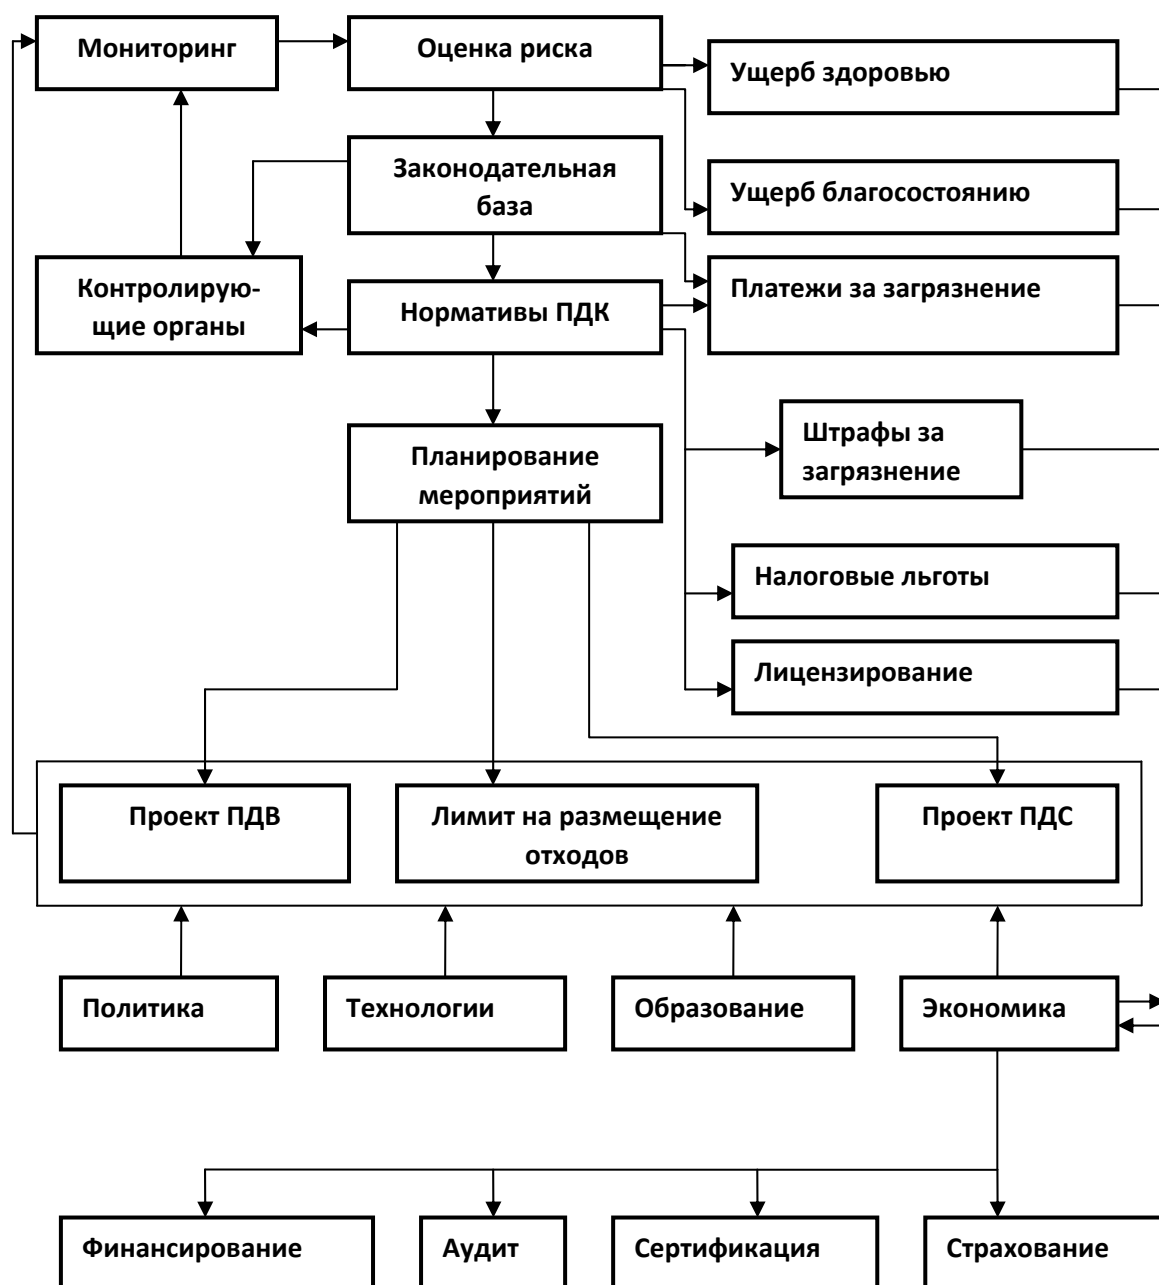 Мониторинг
Оценка риска
Ущерб здоровью
Законодательная
база
Ущерб благосостоянию
Контролирую-
щие органы
Нормативы ПДК
Платежи за загрязнение
Штрафы за
загрязнение
Планирование
мероприятий
Налоговые льготы
Лицензирование
Проект ПДВ
Лимит на размещение
отходов
Проект ПДС
Политика
Технологии
Образование
Экономика
Финансирование
Аудит
Сертификация
Страхование